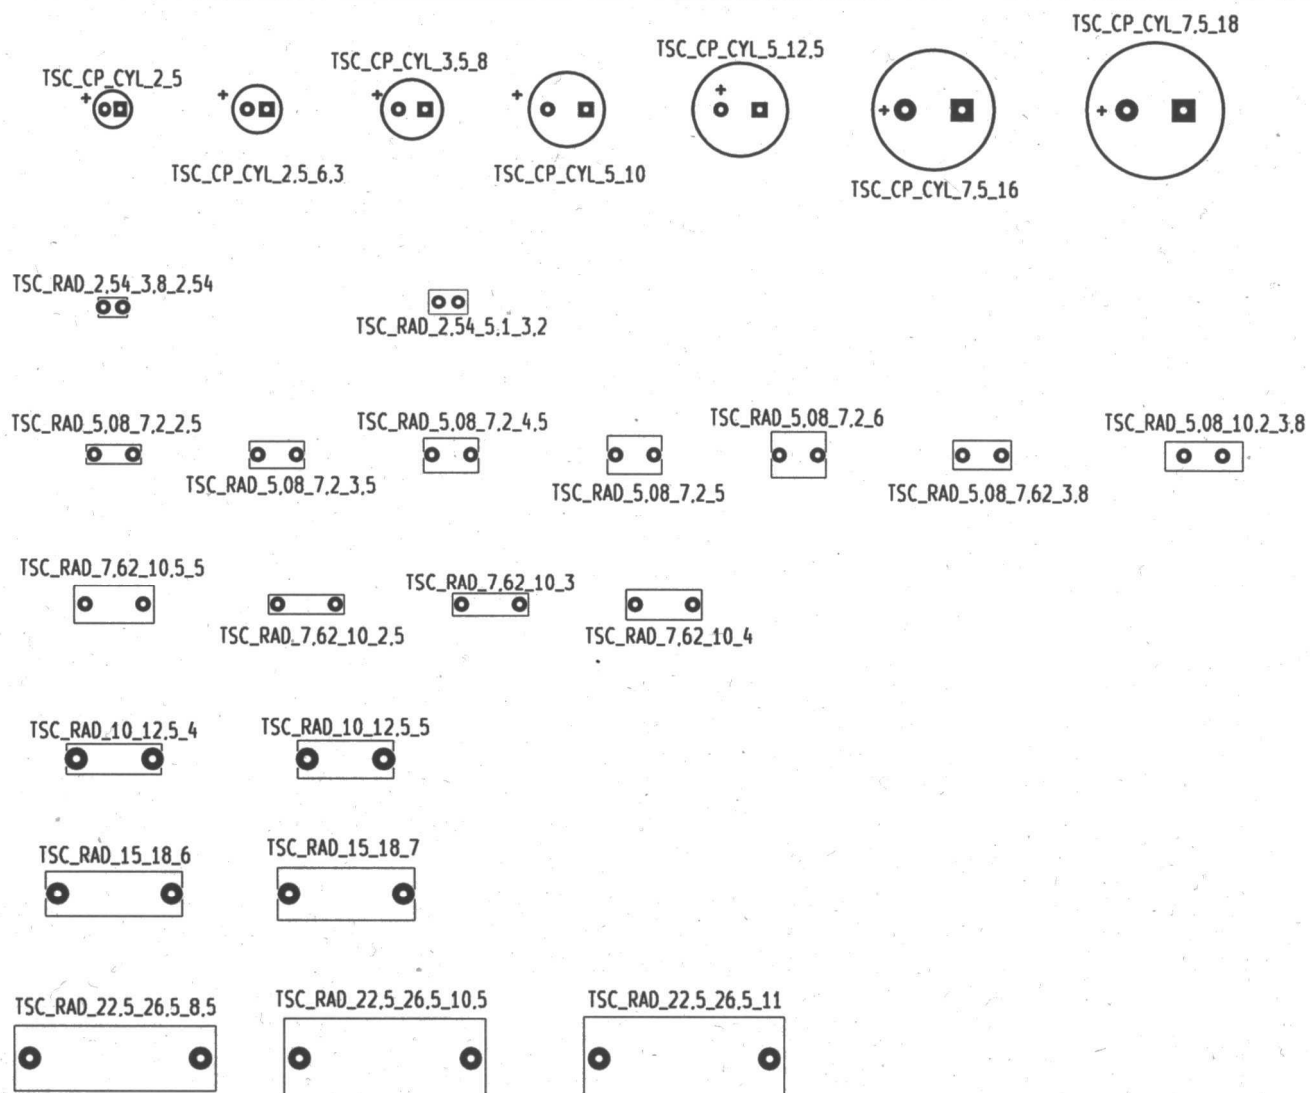 TSC_CP_CYL_2,5
TSC_CP_CYL_2,5_6,3
TSC_CP_CYL_3,5_8
TSC_CP_CYL_5_10
TSC_CP_CYL_5_12,5
TSC_CP_CYL_7,5_16
TSC_CP_CYL_7,5_18
TSC_RAD_2,54_3,8_2,54
TSC_RAD_2,54_5,1_3,2
TSC_RAD_5,08_7,2_2,5
TSC_RAD_5,08_7,2_3,5
TSC_RAD_5,08_7,2_4,5
TSC_RAD_5,08_7,2_5
TSC_RAD_5,08_7,2_6
TSC_RAD_5,08_7,62_3,8
TSC_RAD_5,08_10,2_3,8
TSC_RAD_7,62_10,5_5
TSC_RAD_7,62_10_2,5
TSC_RAD_7,62_10_3
TSC_RAD_7,62_10_4
TSC_RAD_10_12,5_4
TSC_RAD_10_12,5_5
TSC_RAD_15_18_6
TSC_RAD_15_18_7
TSC_RAD_22,5_26,5_8,5
TSC_RAD_22,5_26,5_10,5
TSC_RAD_22,5_26,5_11